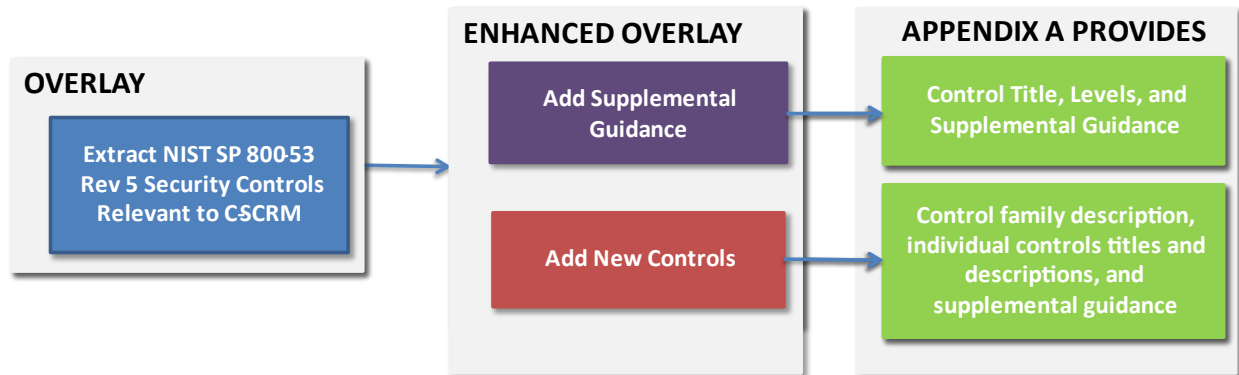 OVERLAY
Extract NIST SP 800-53
Rev 5 Security Controls
Relevant to C-SCRM
ENHANCED OVERLAY
Add Supplemental
Guidance
Add New Controls
APPENDIX A PROVIDES
Control Title, Levels, and
Supplemental Guidance
Control family description,
individual controls titles and
descriptions, and
supplemental guidance